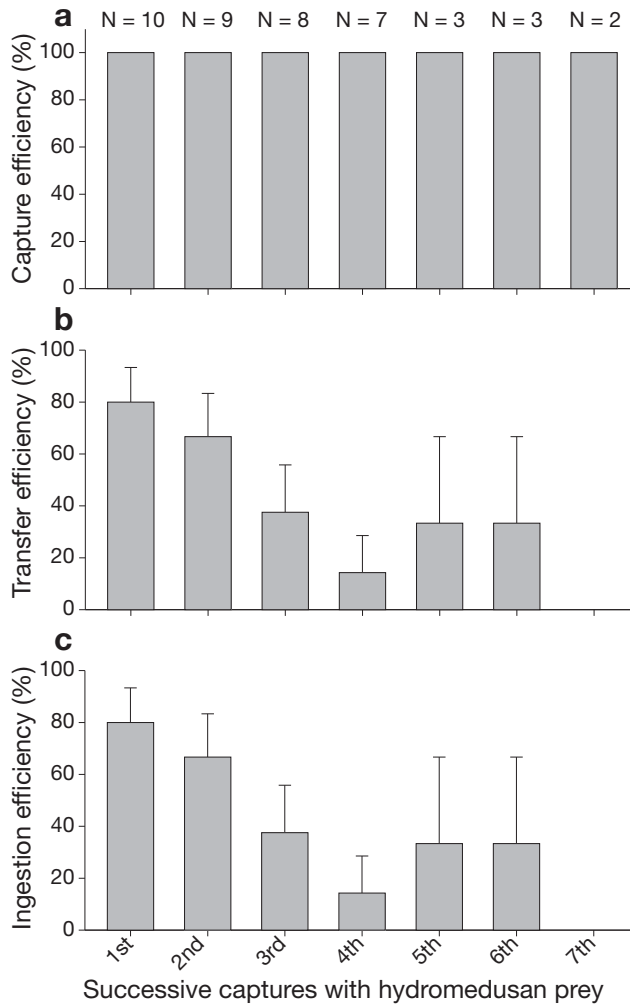 a
N = 10 N = 9 N = 8 N = 7 N = 3 N = 3 N = 2
Capture efficiency (%)
100
80
60
40
20
0
b
Transfer efficiency (%)
100
80
60
40
20
0
c
Ingestion efficiency (%)
100
80
60
40
20
0
1st 2nd 3rd 4th 5th 6th 7th
Successive captures with hydromedusan prey